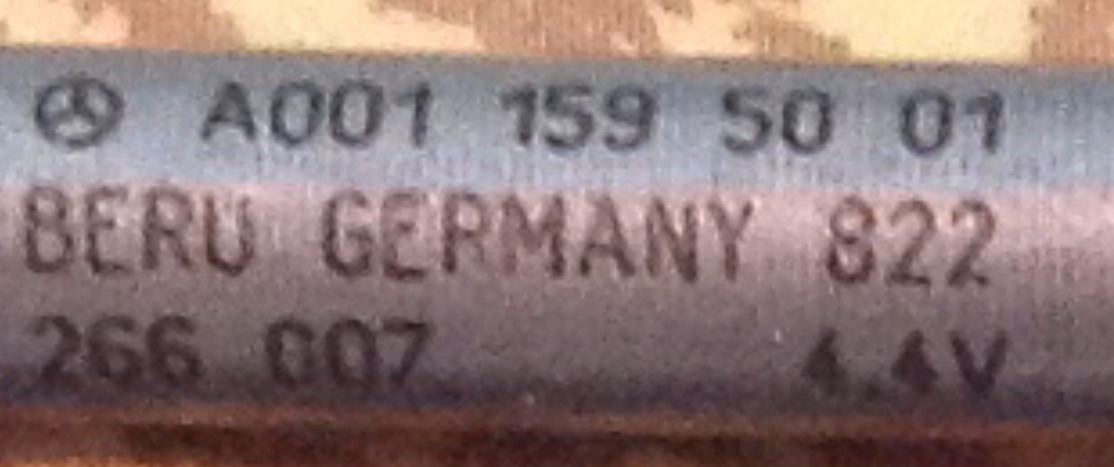 A001 159 50 01
BERU GERMANY 822
266 007 4.4V